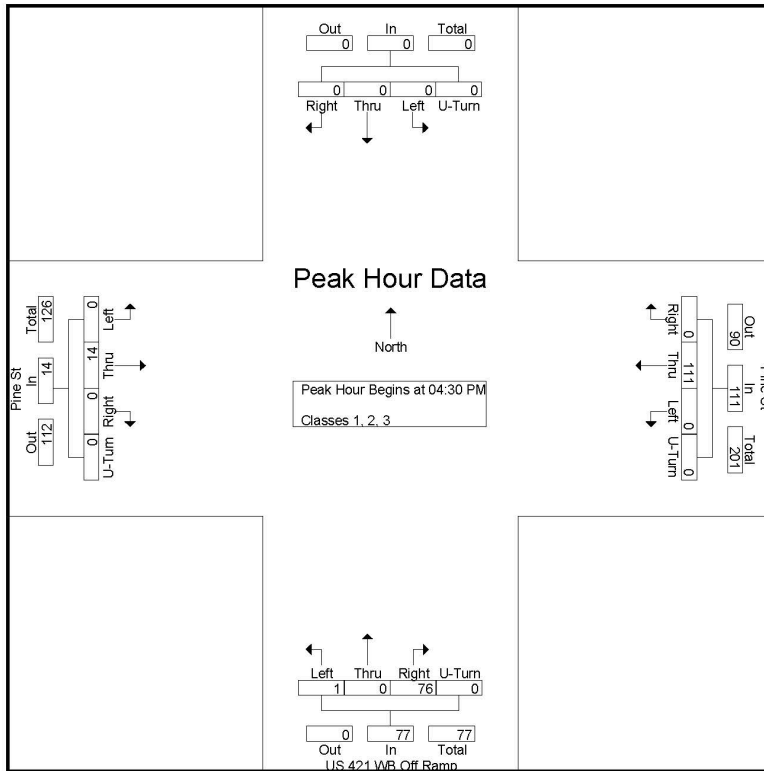 Out In Total
0 0 0
0 0 0 0
Right Thru Left U-Turn
Peak Hour Data
North
Peak Hour Begins at 04:30 PM
Classes 1, 2, 3
Pine St
Total In Out
126 14 112
0 14 0 0
Left Thru Right U-Turn
Pine St
Out In Total
90 111 201
0 111 0 0
Right Thru Left U-Turn
Left Thru Right U-Turn
1 0 76 0
0 77 77
Out In Total
US 421 WB Off Ramp